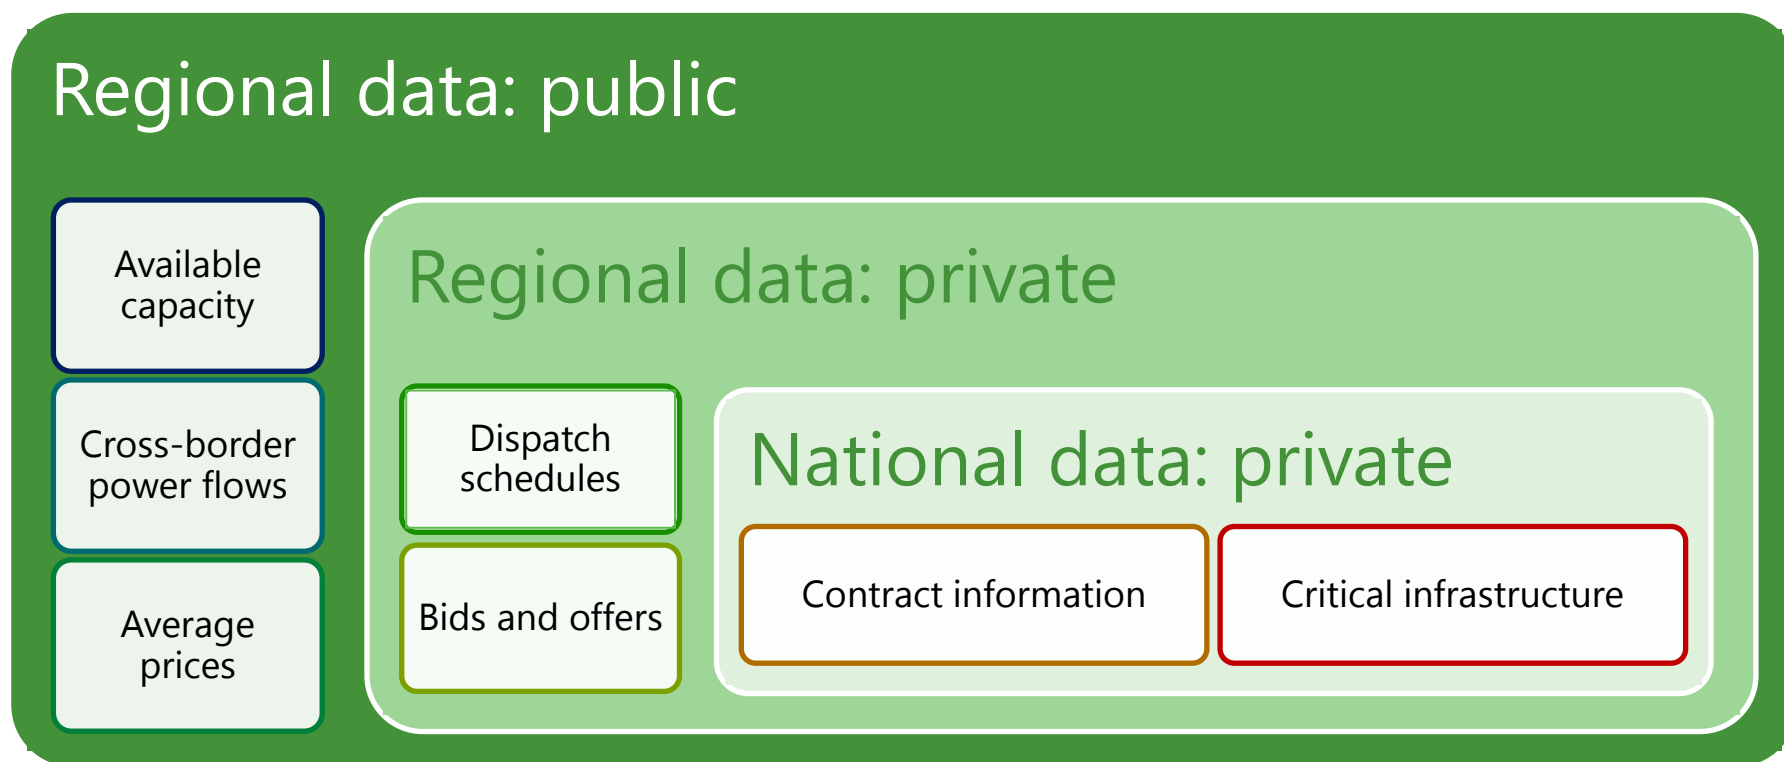 Regional data: public
Available
capacity
Cross-border
power flows
Average
prices
Regional data: private
Dispatch
schedules
Bids and offers
National data: private
Contract information
Critical infrastructure